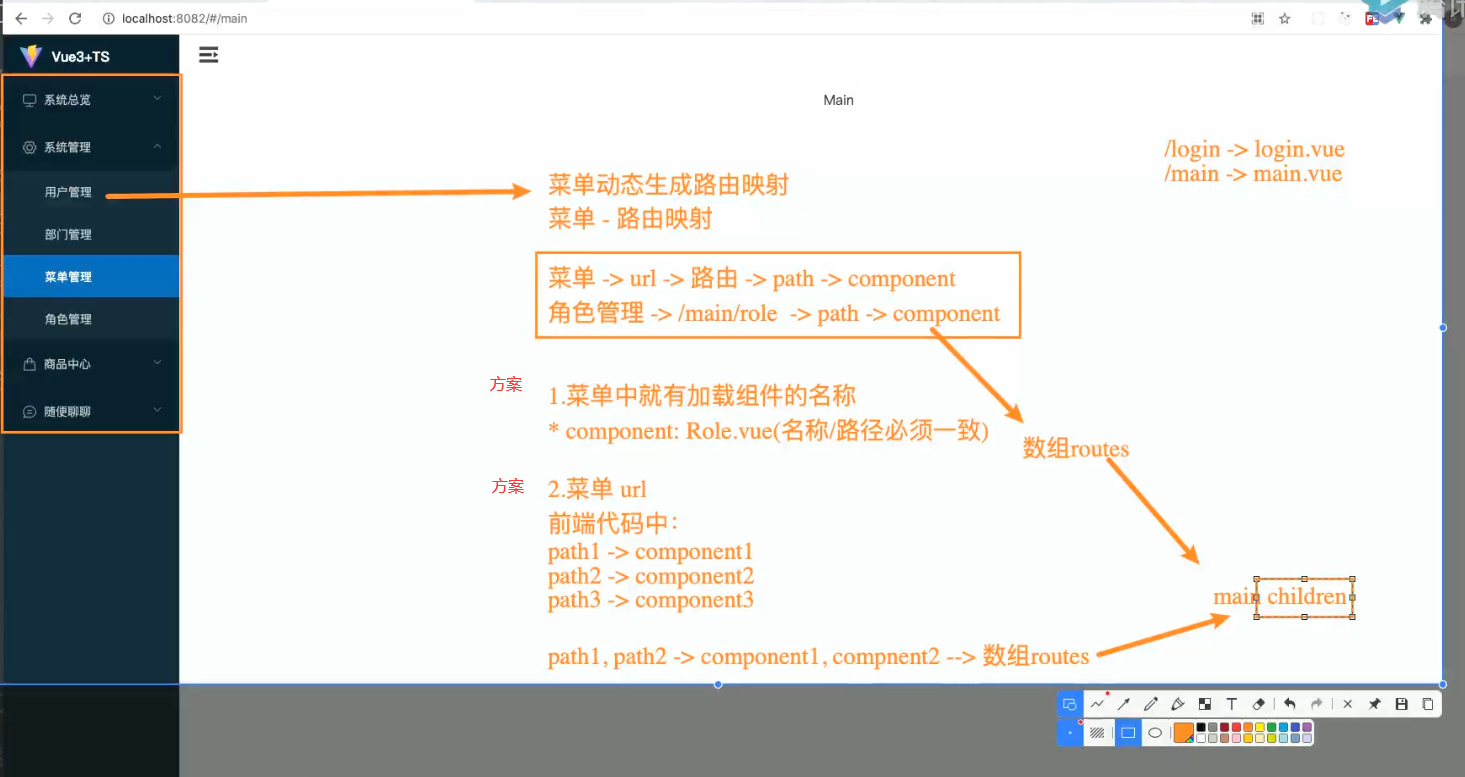 localhost:8082/#/main
Vue3+TS
系统总览
系统管理
用户管理
部门管理
菜单管理
角色管理
商品中心
随便聊聊
Main
/login -> login.vue
/main -> main.vue
菜单动态生成路由映射
菜单 - 路由映射
菜单 -> url -> 路由 -> path -> component
角色管理 -> /main/role -> path -> component
方案
1.菜单中就有加载组件的名称
* component: Role.vue(名称/路径必须一致)
数组routes
方案
2.菜单 url
前端代码中：
path1 -> component1
path2 -> component2
path3 -> component3
main children
path1, path2 -> component1, compnent2 --> 数组routes